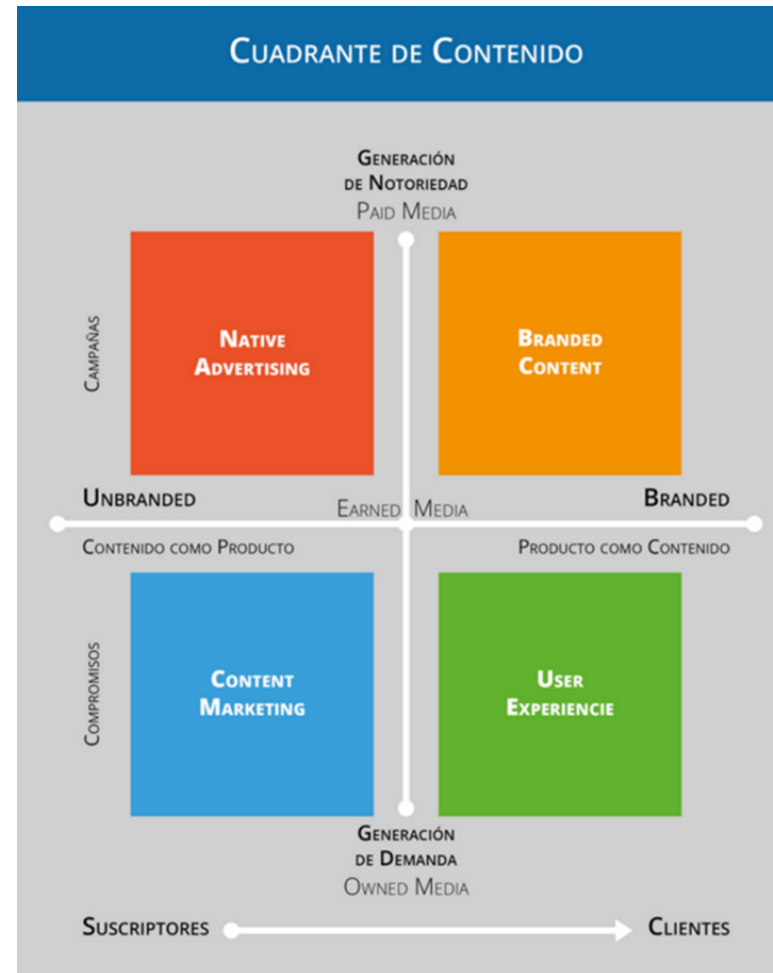 Cuadrante de Contenido
Generación
de Notoriedad
Paid Media
Campañas
Native
Advertising
Branded
Content
Unbranded
Earned Media
Branded
Contenido como Producto
Producto como Contenido
Compromisos
Content
Marketing
User
Experiencie
Generación
de Demanda
Owned Media
Suscriptores
Clientes